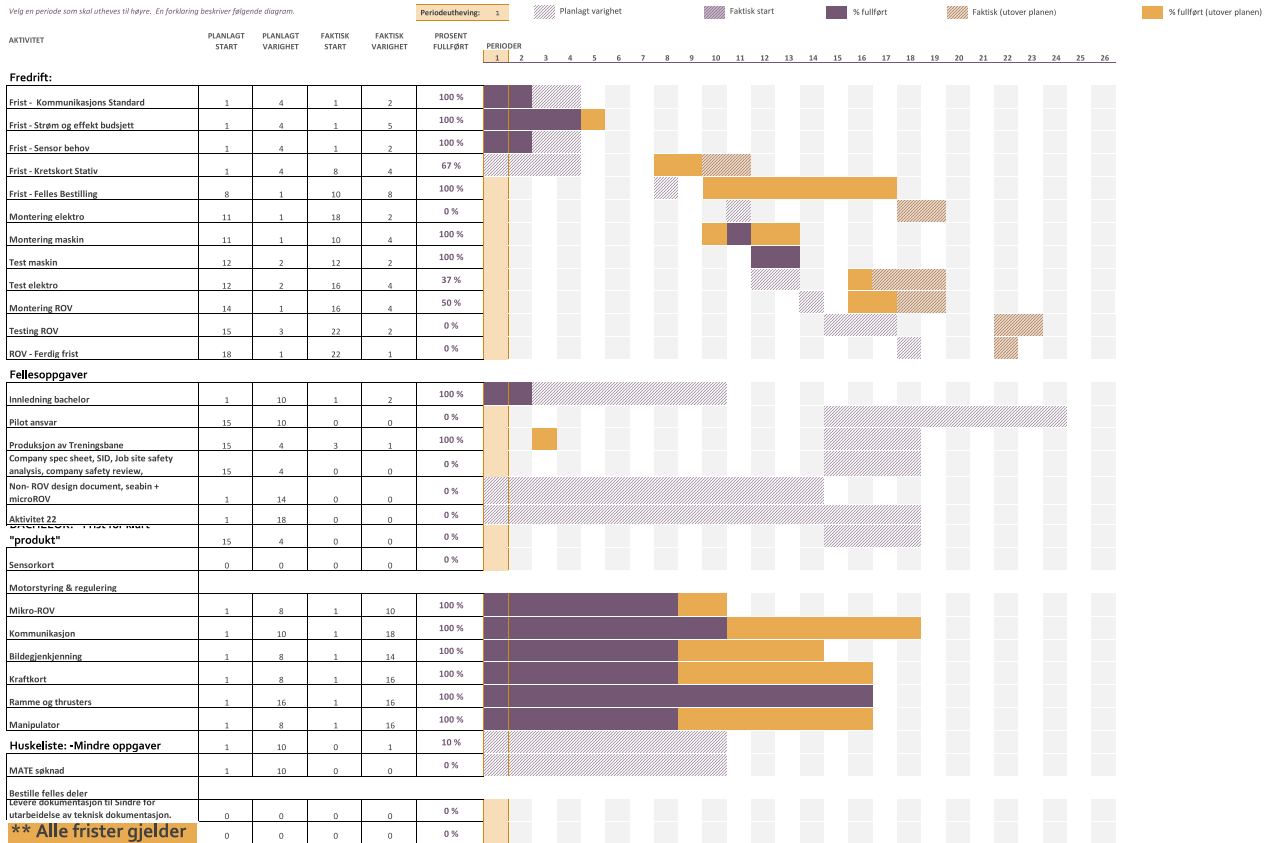 Velg en periode som skal utheves til høyre. En forklaring beskriver følgende diagram.
Periodeutheving: 1
Planlagt varighet
Faktisk start
% fullført
Faktisk (utover planen)
% fullført (utover planen)
AKTIVITET
PLANLAGT START
PLANLAGT VARIGHET
FAKTISK START
FAKTISK VARIGHET
PROSENT FULLFØRT
PERIODER
1 2 3 4 5 6 7 8 9 10 11 12 13 14 15 16 17 18 19 20 21 22 23 24 25 26
Fredrift:
Frist - Kommunikasjons Standard 1 4 1 2 100 %
Frist - Strøm og effekt budsjett 1 4 1 5 100 %
Frist - Sensor behov 1 4 1 2 100 %
Frist - Kretskort Stativ 1 4 8 4 67 %
Frist - Felles Bestilling 8 1 10 8 100 %
Montering elektro 11 1 18 2 0 %
Montering maskin 11 1 10 4 100 %
Test maskin 12 2 12 2 100 %
Test elektro 12 2 16 4 37 %
Montering ROV 14 1 16 4 50 %
Testing ROV 15 3 22 2 0 %
ROV - Ferdig frist 18 1 22 1 0 %
Fellesoppgaver
Innledning bachelor 1 10 1 2 100 %
Pilot ansvar 15 10 0 0 0 %
Produksjon av Treningsbane 15 4 3 1 100 %
Company spec sheet, SID, Job site safety
analysis, company safety review, 15 4 0 0 0 %
Non- ROV design document, seabin +
microROV 1 14 0 0 0 %
Aktivitet 22 1 18 0 0 0 %
BACHELOR: - Frist for klart
"produkt" 15 4 0 0 0 %
Sensorkort 0 0 0 0 0 %
Motorstyring & regulering
Mikro-ROV 1 8 1 10 100 %
Kommunikasjon 1 10 1 18 100 %
Bildegjenkjenning 1 8 1 14 100 %
Kraftkort 1 8 1 16 100 %
Ramme og thrusters 1 16 1 16 100 %
Manipulator 1 8 1 16 100 %
Huskeliste: -Mindre oppgaver 1 10 0 1 10 %
MATE søknad 1 10 0 0 0 %
Bestille felles deler
Levere dokumentasjon til Sindre for
utarbeidelse av teknisk dokumentasjon. 0 0 0 0 0 %
** Alle frister gjelder 0 0 0 0 0 %